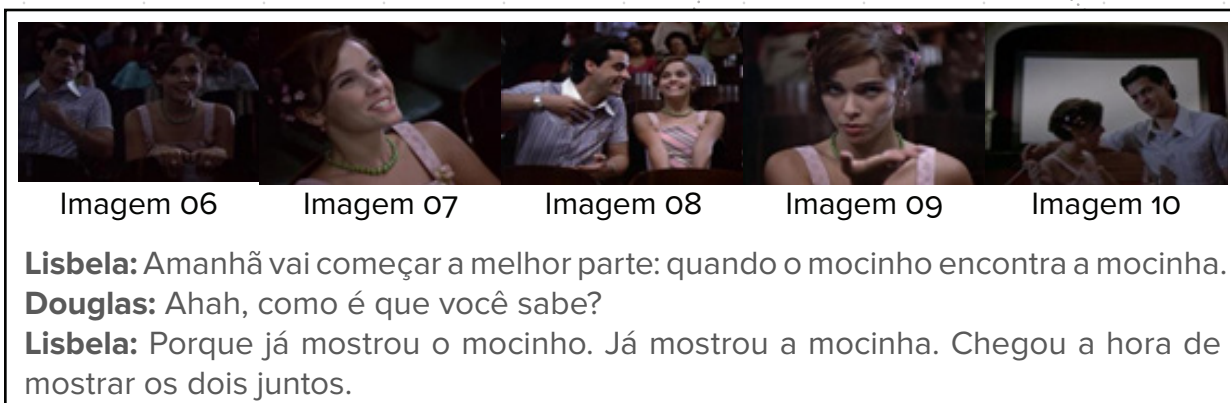 Imagem 06 Imagem 07 Imagem 08 Imagem 09 Imagem 10
Lisbela: Amanhã vai começar a melhor parte: quando o mocinho encontra a mocinha.
Douglas: Ahah, como é que você sabe?
Lisbela: Porque já mostrou o mocinho. Já mostrou a mocinha. Chegou a hora de
mostrar os dois juntos.